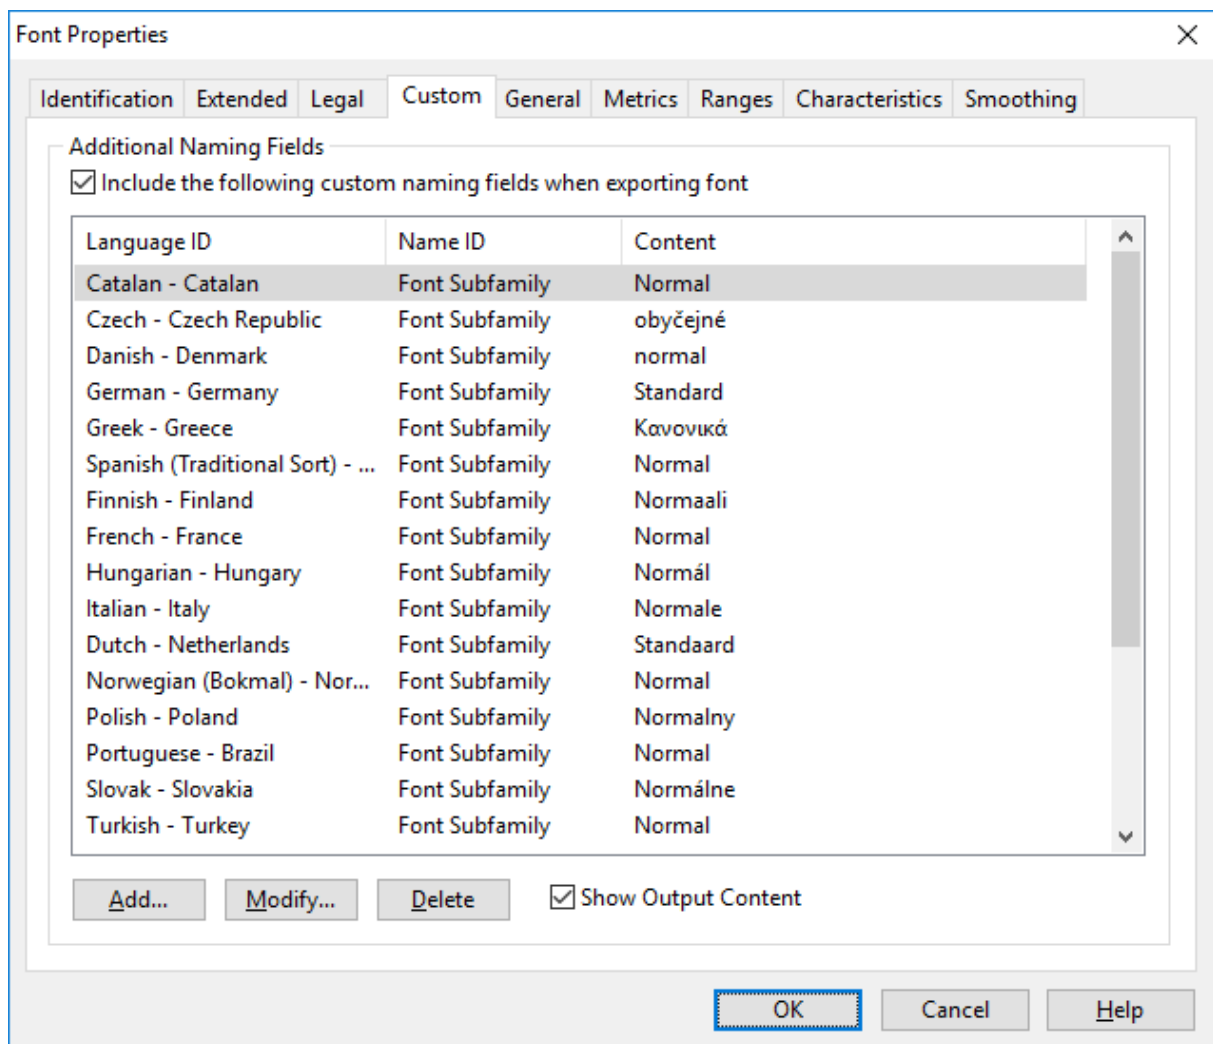 Font Properties
Identification Extended Legal Custom General Metrics Ranges Characteristics Smoothing
Additional Naming Fields
Include the following custom naming fields when exporting font
Language ID Name ID Content
Catalan - Catalan Font Subfamily Normal
Czech - Czech Republic Font Subfamily obyčejné
Danish - Denmark Font Subfamily normal
German - Germany Font Subfamily Standard
Greek - Greece Font Subfamily Κανονικά
Spanish (Traditional Sort) - ... Font Subfamily Normal
Finnish - Finland Font Subfamily Normaali
French - France Font Subfamily Normal
Hungarian - Hungary Font Subfamily Normál
Italian - Italy Font Subfamily Normale
Dutch - Netherlands Font Subfamily Standaard
Norwegian (Bokmal) - Nor... Font Subfamily Normal
Polish - Poland Font Subfamily Normalny
Portuguese - Brazil Font Subfamily Normal
Slovak - Slovakia Font Subfamily Normálne
Turkish - Turkey Font Subfamily Normal
Add... Modify... Delete Show Output Content
OK Cancel Help